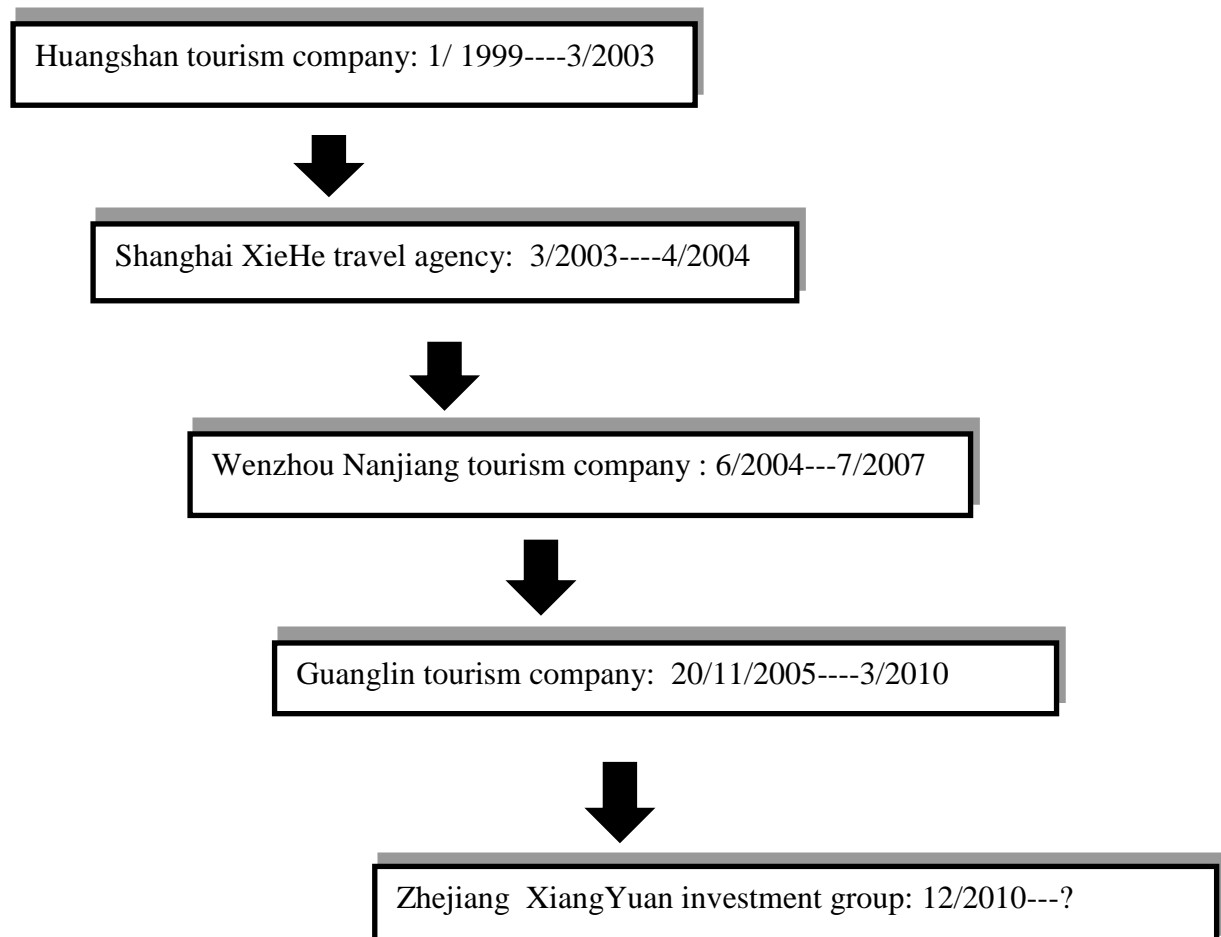 Huangshan tourism company: 1/ 1999----3/2003
Shanghai XieHe travel agency:  3/2003----4/2004
Wenzhou Nanjiang tourism company : 6/2004---7/2007
Guanglin tourism company:  20/11/2005----3/2010
Zhejiang  XiangYuan investment group: 12/2010---?